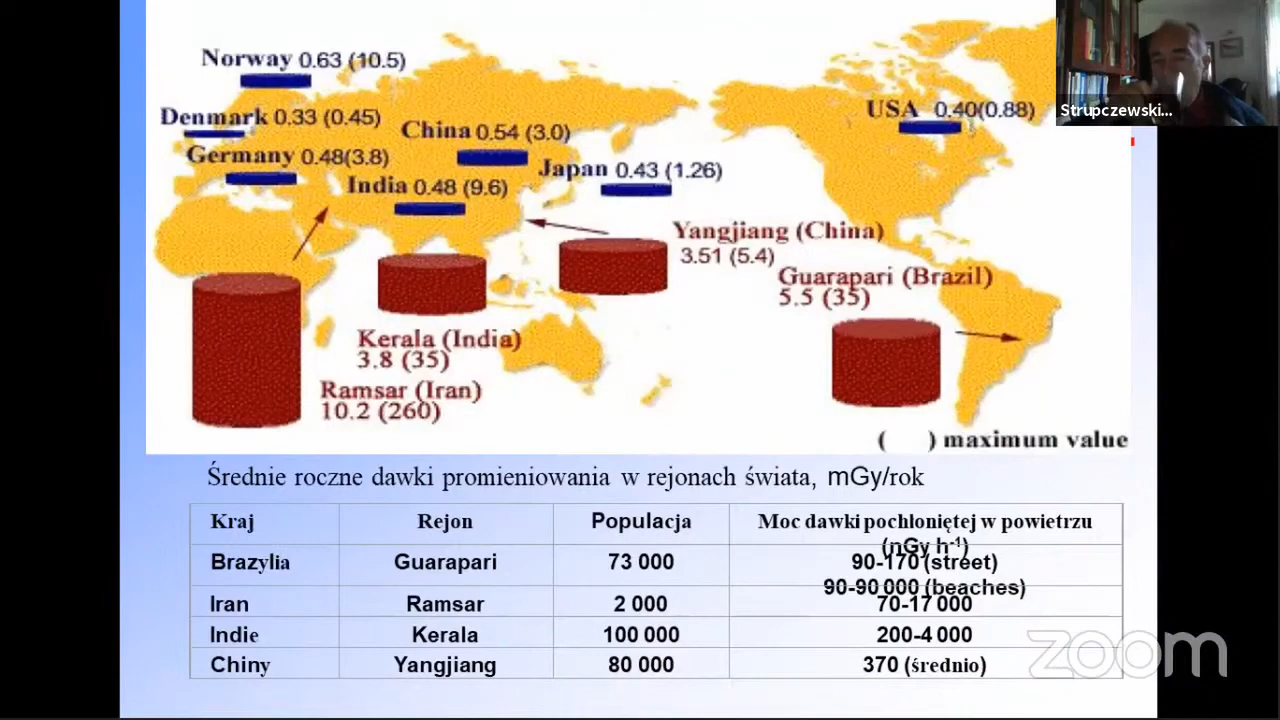 Norway 0.63 (10.5)
Denmark 0.33 (0.45)
Germany 0.48(3.8)
China 0.54 (3.0)
India 0.48 (9.6)
Japan 0.43 (1.26)
USA 0.40(0.88)
Strupczewski...
Yangjiang (China)
3.51 (5.4)
Guarapari (Brazil)
5.5 (35)
Kerala (India)
3.8 (35)
Ramsar (Iran)
10.2 (260)
( ) maximum value
Średnie roczne dawki promieniowania w rejonach świata, mGy/rok
Kraj Rejon Populacja Moc dawki pochłoniętej w powietrzu
(nGy h-1)
Brazylia Guarapari 73 000 90-170 (street)
90-90 000 (beaches)
Iran Ramsar 2 000 70-17 000
Indie Kerala 100 000 200-4 000
Chiny Yangjiang 80 000 370 (średnio)
zoom